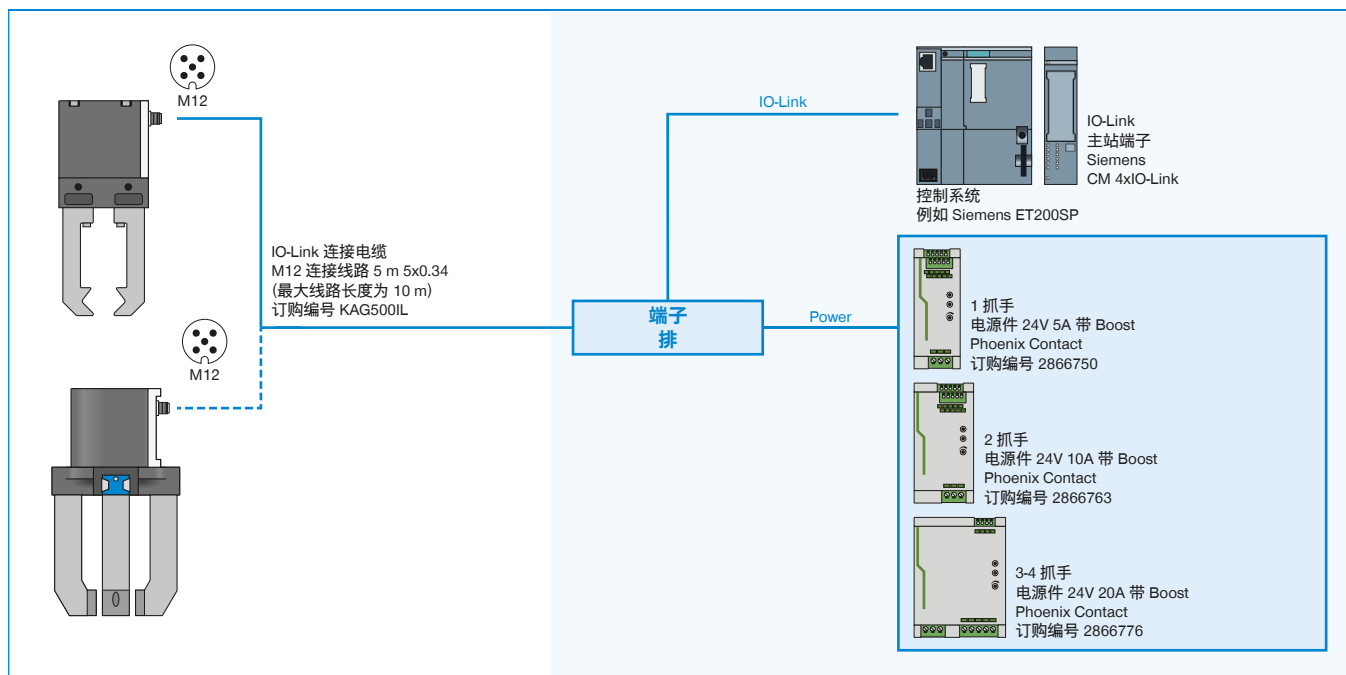 M12
IO-Link 连接电缆
M12 连接线路 5 m 5x0.34
(最大线路长度为 10 m)
订购编号 KAG500IL
M12
端子
排
IO-Link
Power
控制系统
例如 Siemens ET200SP
IO-Link
主站端子
Siemens
CM 4xIO-Link
1 抓手
电源件 24V 5A 带 Boost
Phoenix Contact
订购编号 2866750
2 抓手
电源件 24V 10A 带 Boost
Phoenix Contact
订购编号 2866763
3-4 抓手
电源件 24V 20A 带 Boost
Phoenix Contact
订购编号 2866776